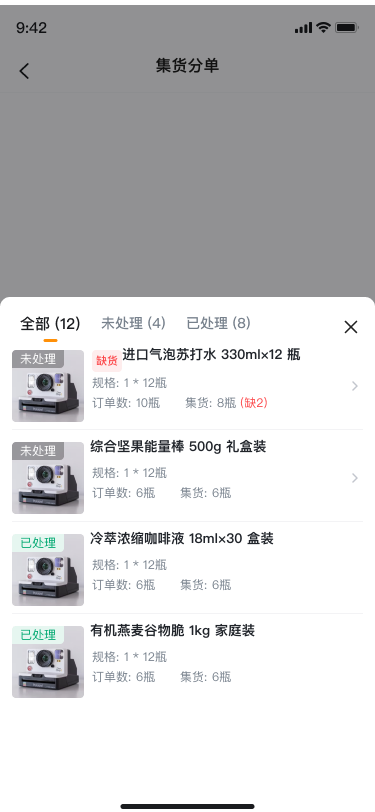 9:42
集货分单
全部 (12) 未处理 (4) 已处理 (8)
未处理
缺货 进口气泡苏打水 330ml×12 瓶
规格: 1 * 12瓶
订单数: 10瓶 集货: 8瓶 (缺2)
未处理
综合坚果能量棒 500g 礼盒装
规格: 1 * 12瓶
订单数: 6瓶 集货: 6瓶
已处理
冷萃浓缩咖啡液 18ml×30 盒装
规格: 1 * 12瓶
订单数: 6瓶 集货: 6瓶
已处理
有机燕麦谷物脆 1kg 家庭装
规格: 1 * 12瓶
订单数: 6瓶 集货: 6瓶